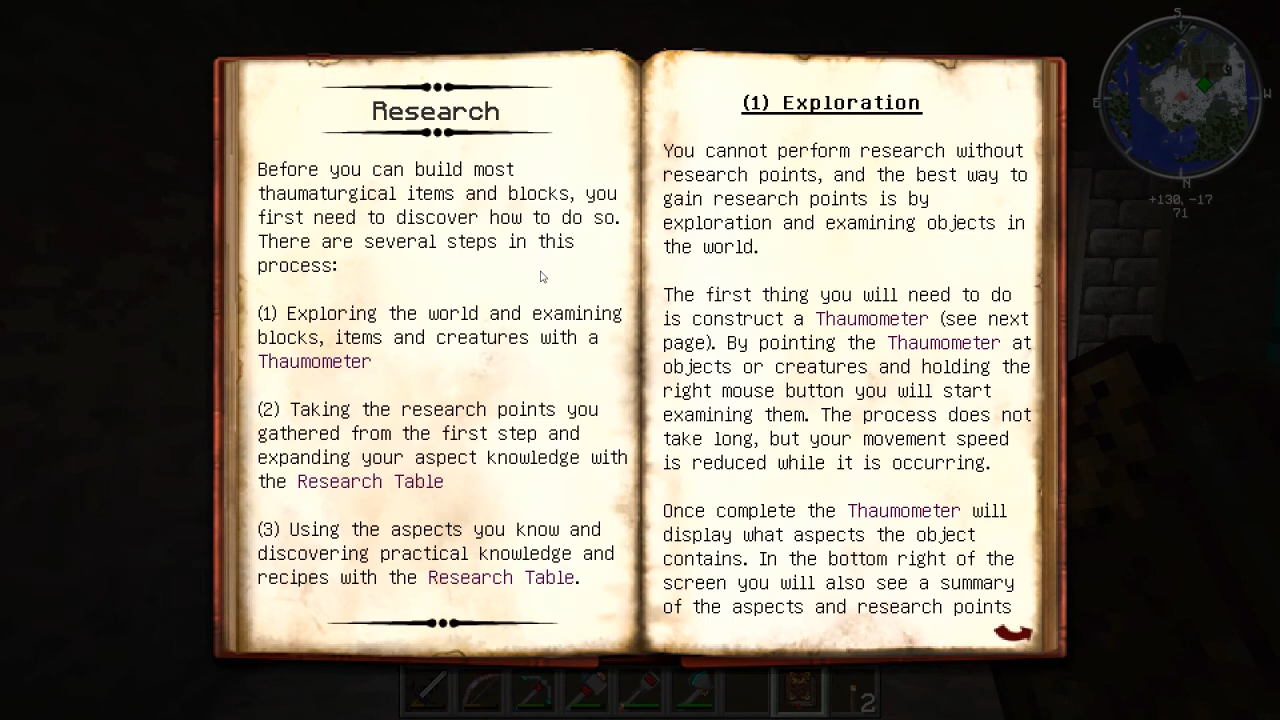 Research
Before you can build most
thaumaturgical items and blocks, you
first need to discover how to do so.
There are several steps in this
process:
(1) Exploring the world and examining
blocks, items and creatures with a
Thaumometer
(2) Taking the research points you
gathered from the first step and
expanding your aspect knowledge with
the Research Table
(3) Using the aspects you know and
discovering practical knowledge and
recipes with the Research Table.
(1) Exploration
You cannot perform research without
research points, and the best way to
gain research points is by
exploration and examining objects in
the world.
The first thing you will need to do
is construct a Thaumometer (see next
page). By pointing the Thaumometer at
objects or creatures and holding the
right mouse button you will start
examining them. The process does not
take long, but your movement speed
is reduced while it is occurring.
Once complete the Thaumometer will
display what aspects the object
contains. In the bottom right of the
screen you will also see a summary
of the aspects and research points
S
E
W
N
+130, -17
71
2